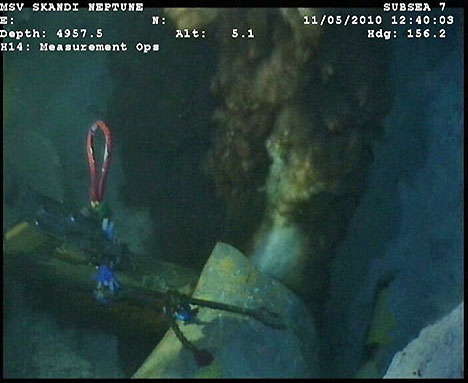 MSV SKANDI NEPTUNE SUBSEA 7
E: N: 11/05/2010 12:40:03
Depth: 4957.5 Alt: 5.1 Hdg: 156.2
H14: Measurement Ops